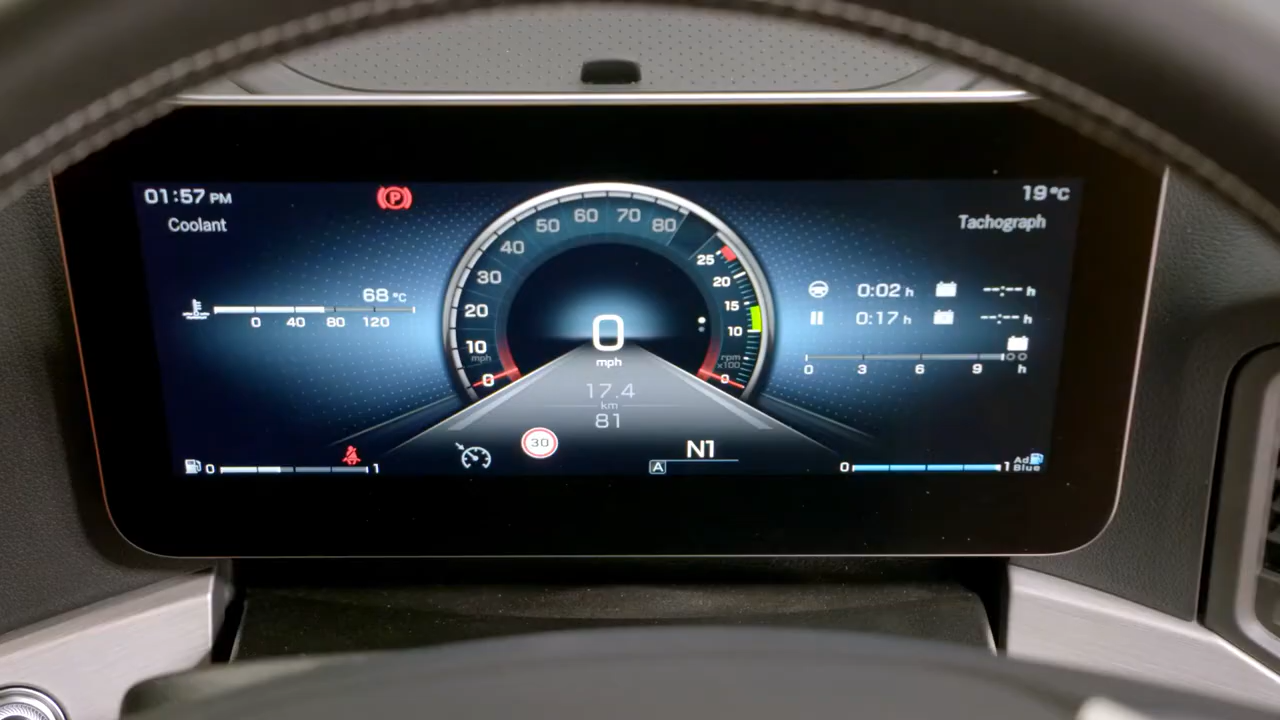 01:57 PM
P
19°C
Coolant
Tachograph
68 °C
0 40 80 120
0 10 20 30 40 50 60 70 80
mph
25
20
15
10
rpm
x100
0
0
mph
17.4
km
81
0:02 h
--:-- h
0:17 h
--:-- h
0 3 6 9 h
30
N1
A
0 1
0 1
Ad
Blue